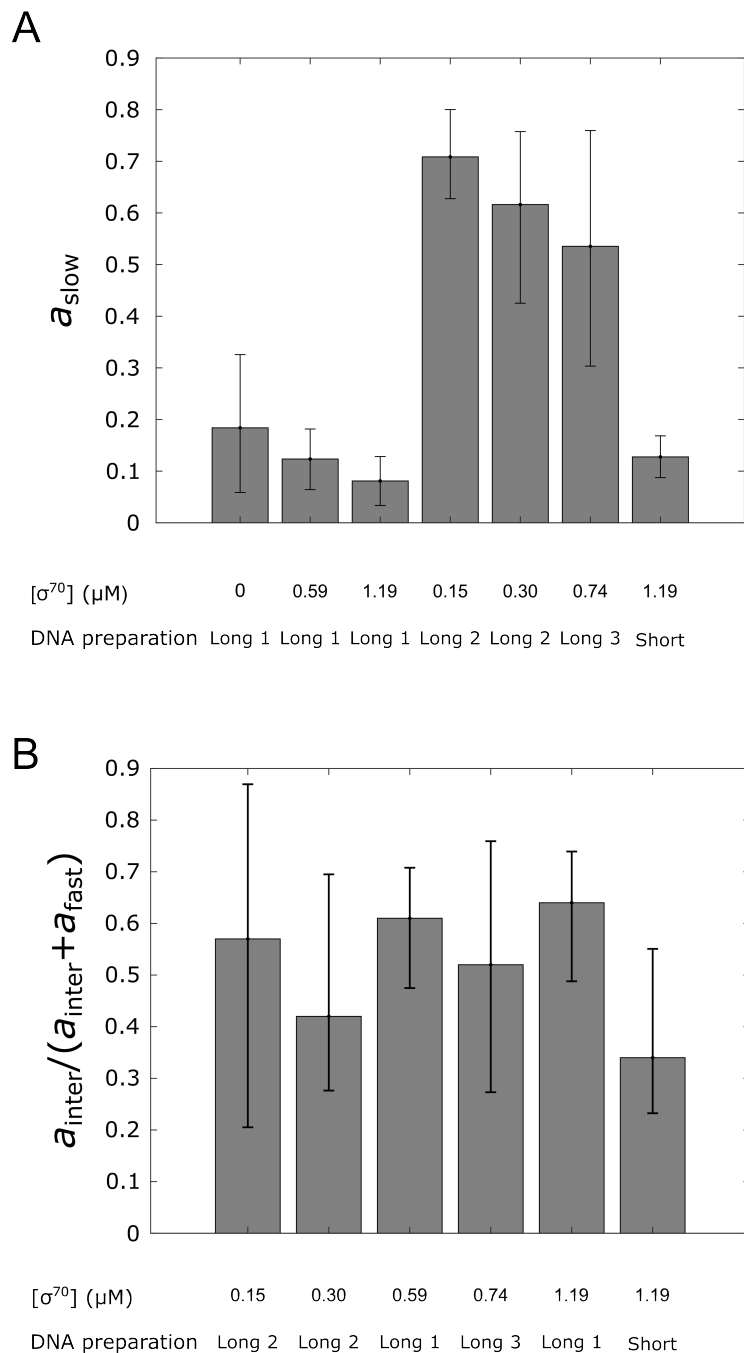 A
0.9
0.8
0.7
0.6
0.5
0.4
0.3
0.2
0.1
0
a_slow
[σ⁷⁰] (μM) 0 0.59 1.19 0.15 0.30 0.74 1.19
DNA preparation Long 1 Long 1 Long 1 Long 2 Long 2 Long 3 Short
B
0.9
0.8
0.7
0.6
0.5
0.4
0.3
0.2
0.1
0
a_inter/(a_inter+a_fast)
[σ⁷⁰] (μM) 0.15 0.30 0.59 0.74 1.19 1.19
DNA preparation Long 2 Long 2 Long 1 Long 3 Long 1 Short